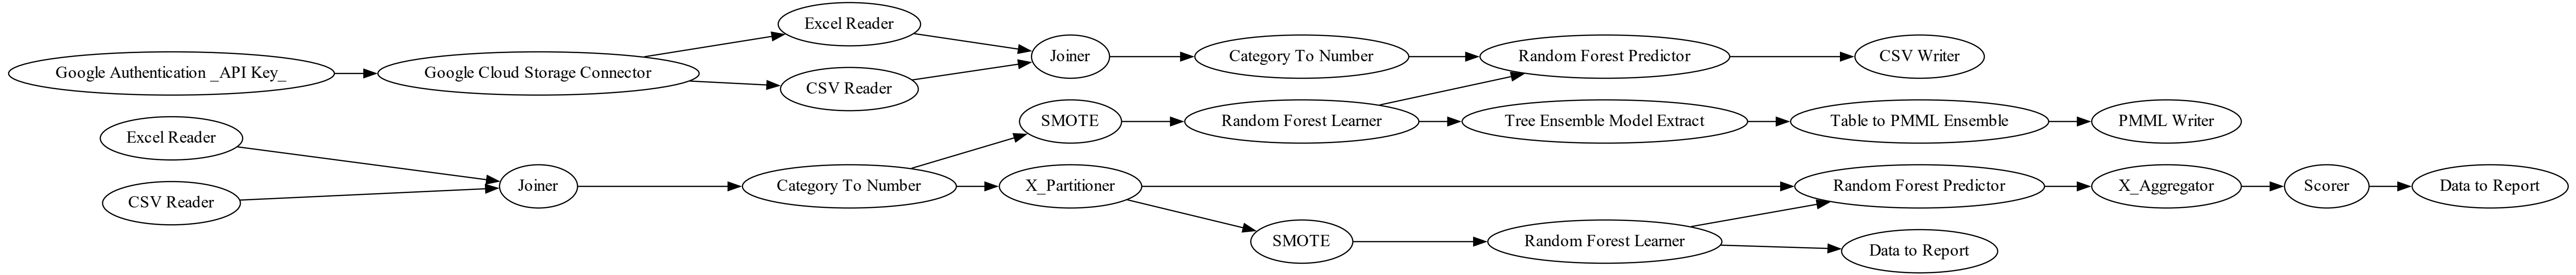 Excel Reader
Google Authentication _API Key_
Google Cloud Storage Connector
CSV Reader
Joiner
Category To Number
Random Forest Predictor
CSV Writer
SMOTE
Random Forest Learner
Tree Ensemble Model Extract
Table to PMML Ensemble
PMML Writer
Excel Reader
CSV Reader
Joiner
Category To Number
X_Partitioner
Random Forest Predictor
X_Aggregator
Scorer
Data to Report
SMOTE
Random Forest Learner
Data to Report